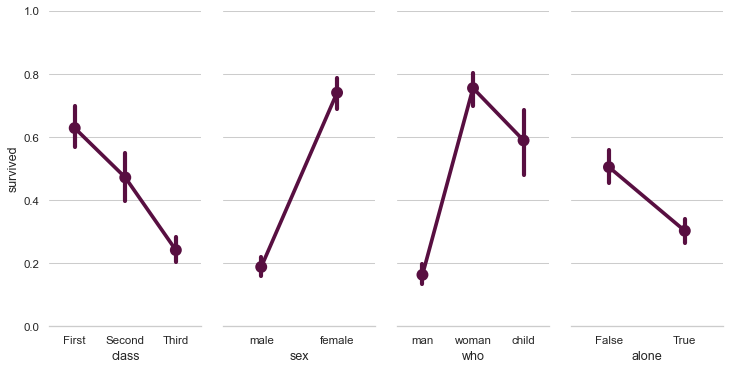 1.0
0.8
0.6
0.4
0.2
0.0
survived
First Second Third
class
male female
sex
man woman child
who
False True
alone